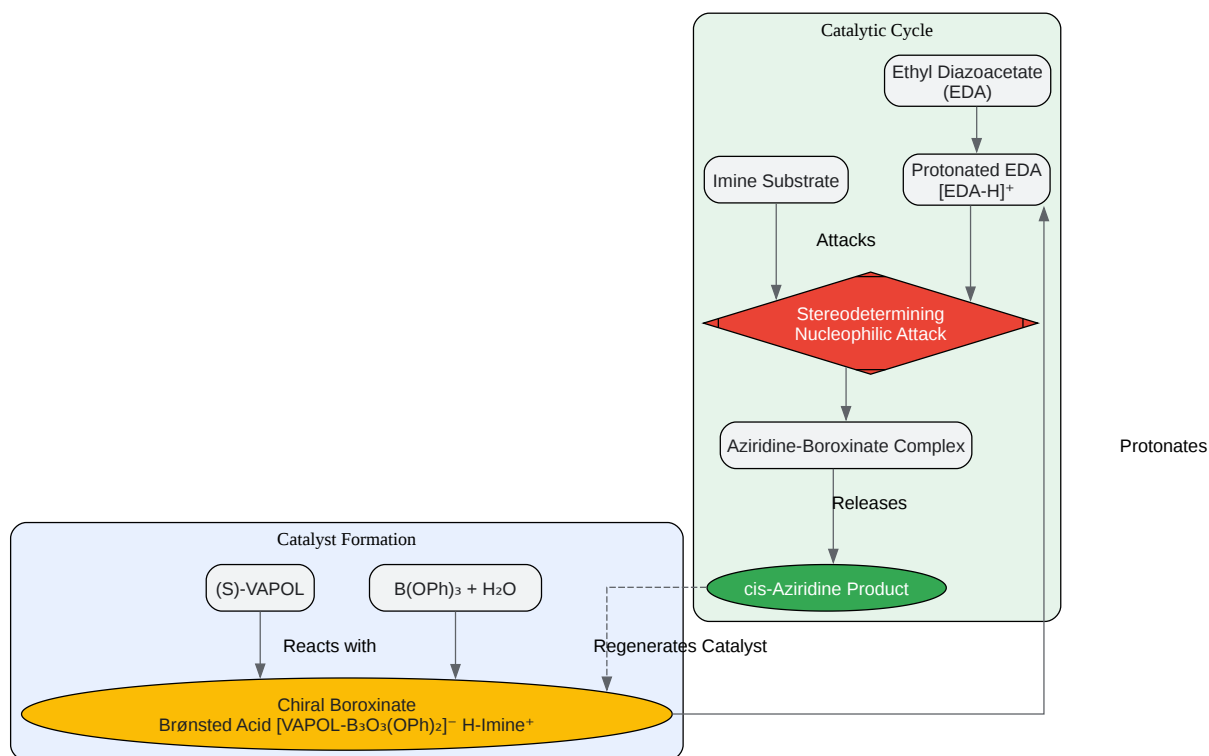 Catalytic Cycle
Ethyl Diazoacetate
(EDA)
Imine Substrate
Protonated EDA
[EDA-H]⁺
Attacks
Stereodetermining
Nucleophilic Attack
Aziridine-Boroxinate Complex
Protonates
Releases
cis-Aziridine Product
Catalyst Formation
(S)-VAPOL
B(OPh)₃ + H₂O
Reacts with
Regenerates Catalyst
Chiral Boroxinate
Brønsted Acid [VAPOL-B₃O₃(OPh)₂]⁻ H-Imine⁺